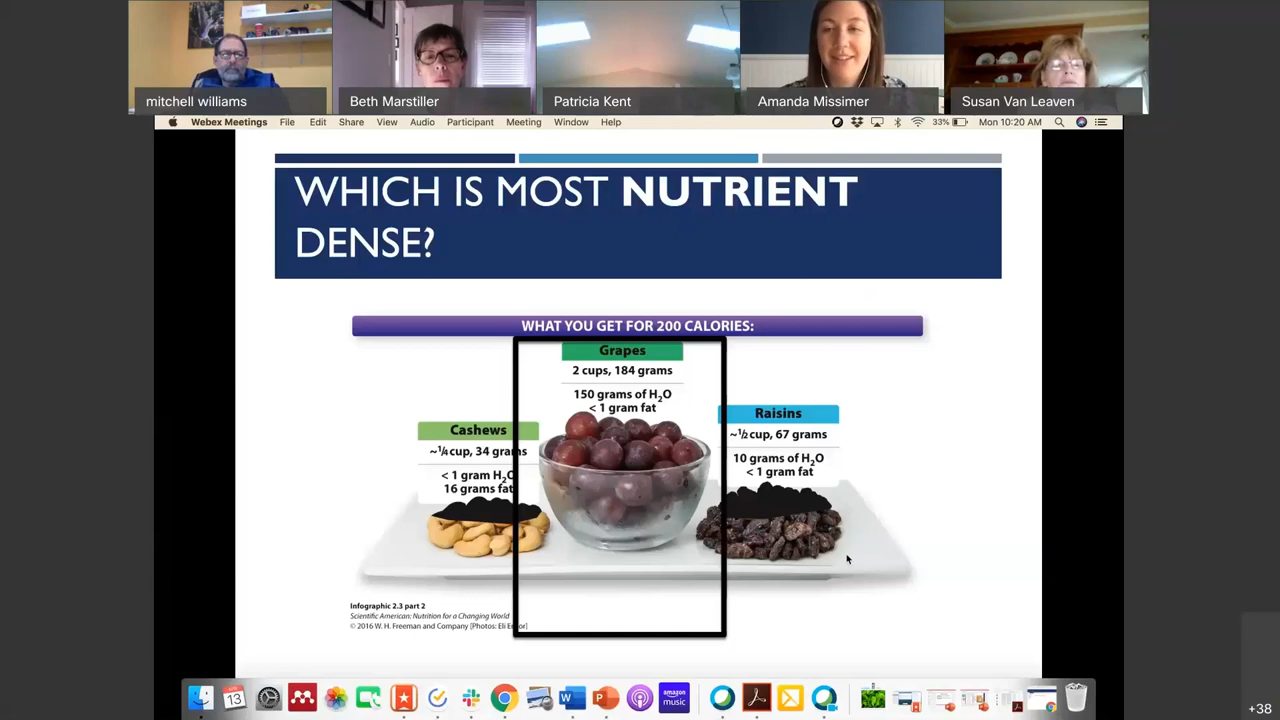 mitchell williams
Beth Marstiller
Patricia Kent
Amanda Missimer
Susan Van Leaven
Webex Meetings File Edit Share View Audio Participant Meeting Window Help 33% Mon 10:20 AM
WHICH IS MOST NUTRIENT
DENSE?
WHAT YOU GET FOR 200 CALORIES:
Grapes
2 cups, 184 grams
150 grams of H₂O
< 1 gram fat
Cashews
~¼ cup, 34 grams
< 1 gram H₂O
16 grams fat
Raisins
~½ cup, 67 grams
10 grams of H₂O
<1 gram fat
Infographic 2.3 part 2
Scientific American: Nutrition for a Changing World
© 2016 W. H. Freeman and Company [Photos: Eli
13
amazon
music
+38